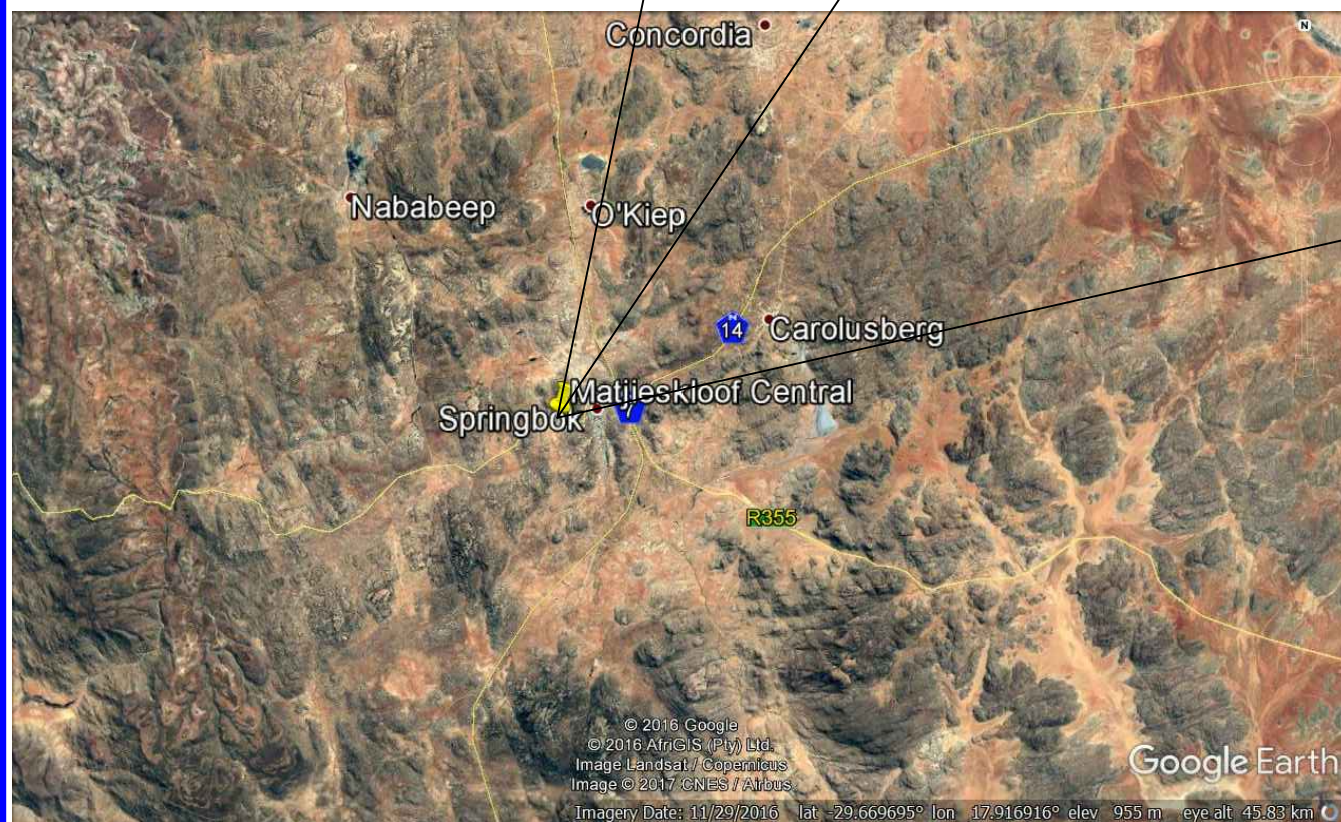 Concordia
N
Nababeep
O'Kiep
N
14
Carolusberg
Matjieskloof Central
7
Springbok
R355
© 2016 Google
© 2016 AfriGIS (Pty) Ltd.
Image Landsat / Copernicus
Image © 2017 CNES / Airbus
Google Earth
Imagery Date: 11/29/2016 lat -29.669695° lon 17.916916° elev 955 m eye alt 45.83 km